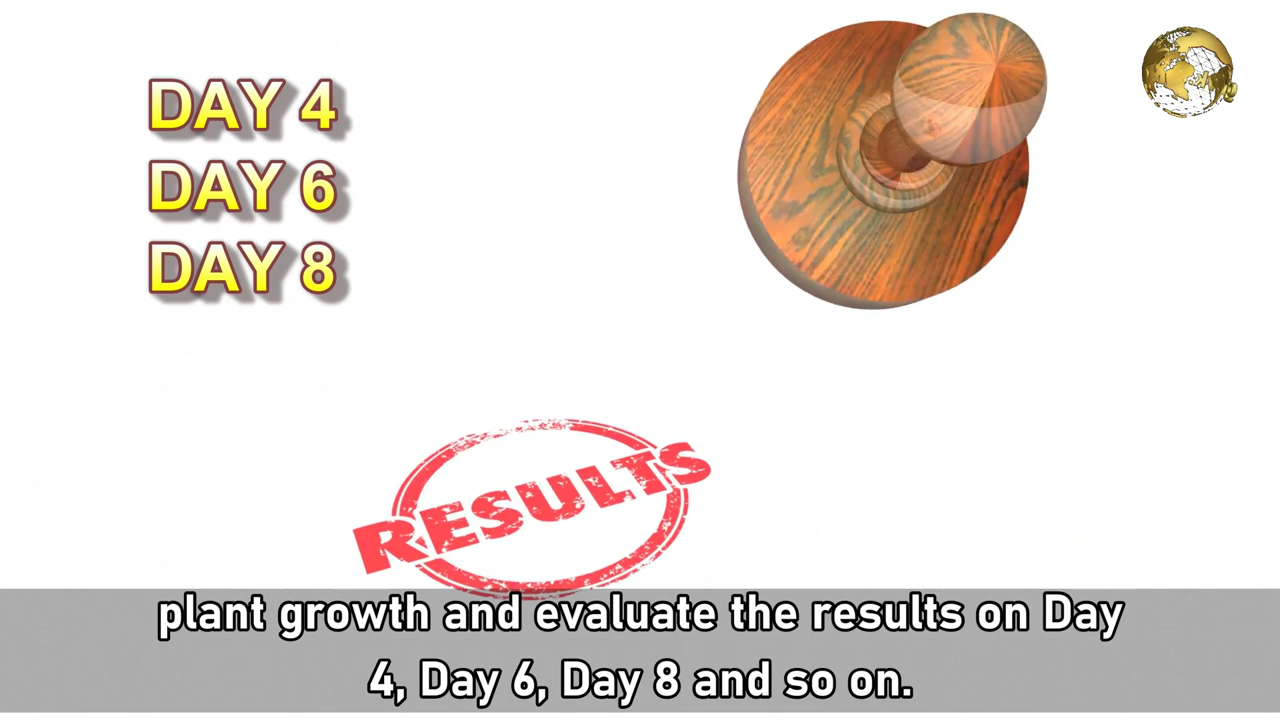 DAY 4
DAY 6
DAY 8
RESULTS
plant growth and evaluate the results on Day
4, Day 6, Day 8 and so on.